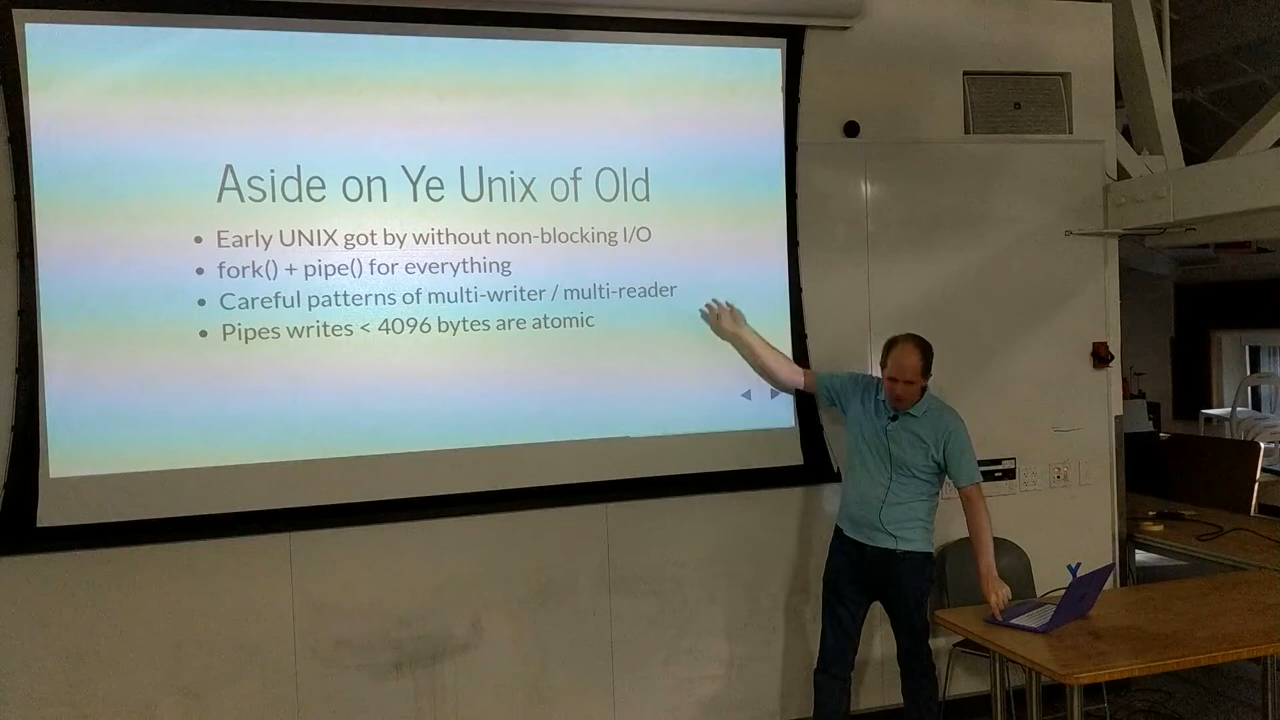 Aside on Ye Unix of Old
• Early UNIX got by without non-blocking I/O
• fork() + pipe() for everything
• Careful patterns of multi-writer / multi-reader
• Pipes writes < 4096 bytes are atomic